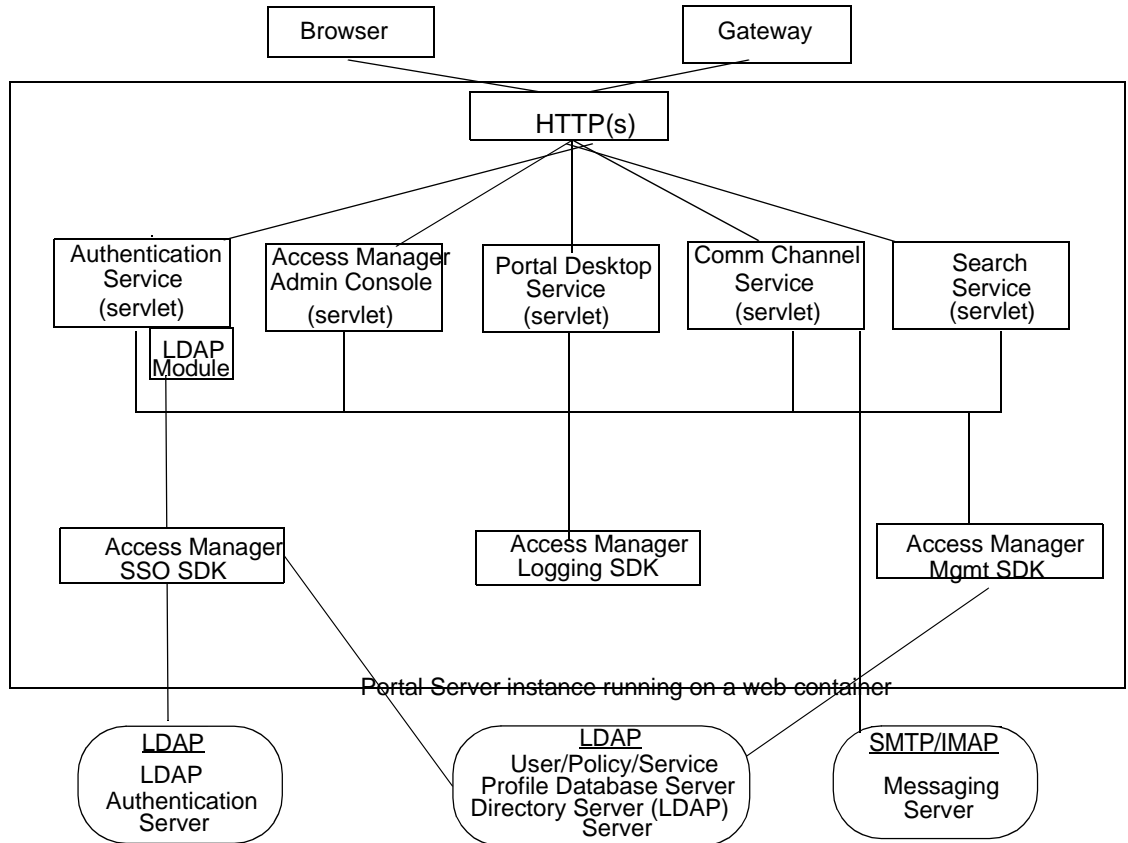 Browser
Gateway
HTTP(s)
Authentication
Service
(servlet)
Access Manager
Admin Console
(servlet)
Portal Desktop
Service
(servlet)
Comm Channel
Service
(servlet)
Search
Service
(servlet)
LDAP
Module
Access Manager
SSO SDK
Access Manager
Logging SDK
Access Manager
Mgmt SDK
Portal Server instance running on a web container
LDAP
LDAP
Authentication
Server
LDAP
User/Policy/Service
Profile Database Server
Directory Server (LDAP)
Server
SMTP/IMAP
Messaging
Server